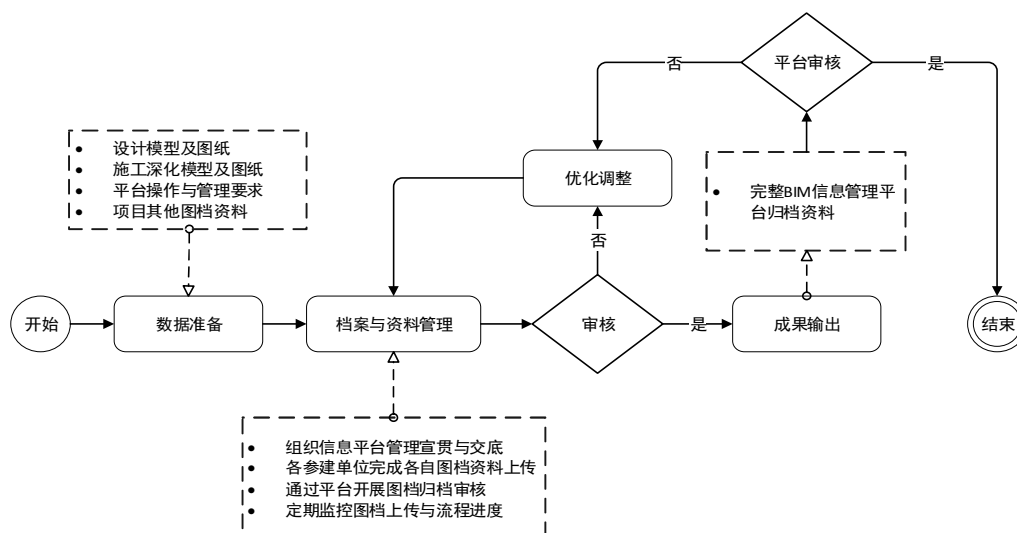 平台审核
否
是
• 设计模型及图纸
• 施工深化模型及图纸
• 平台操作与管理要求
• 项目其他图档资料
优化调整
• 完整BIM信息管理平
台归档资料
否
开始
数据准备
档案与资料管理
审核
是
成果输出
结束
• 组织信息平台管理宣贯与交底
• 各参建单位完成各自图档资料上传
• 通过平台开展图档归档审核
• 定期监控图档上传与流程进度